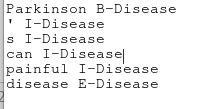 Parkinson B-Disease
' I-Disease
s I-Disease
can I-Disease
painful I-Disease
disease E-Disease